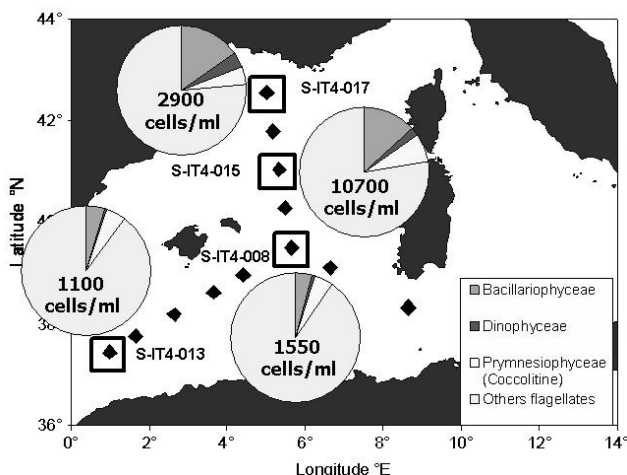 44°
42°
40
38°
36°
Latitude °N
0°
2°
4°
6°
8°
10°
12°
14°
Longitude °E
2900
cells/ml
S-IT4-017
S-IT4-015
10700
cells/ml
S-IT4-008
1100
cells/ml
1550
cells/ml
S-IT4-013
Bacillariophyceae
Dinophyceae
Prymnesiophyceae
(Coccolitine)
Others flagellates